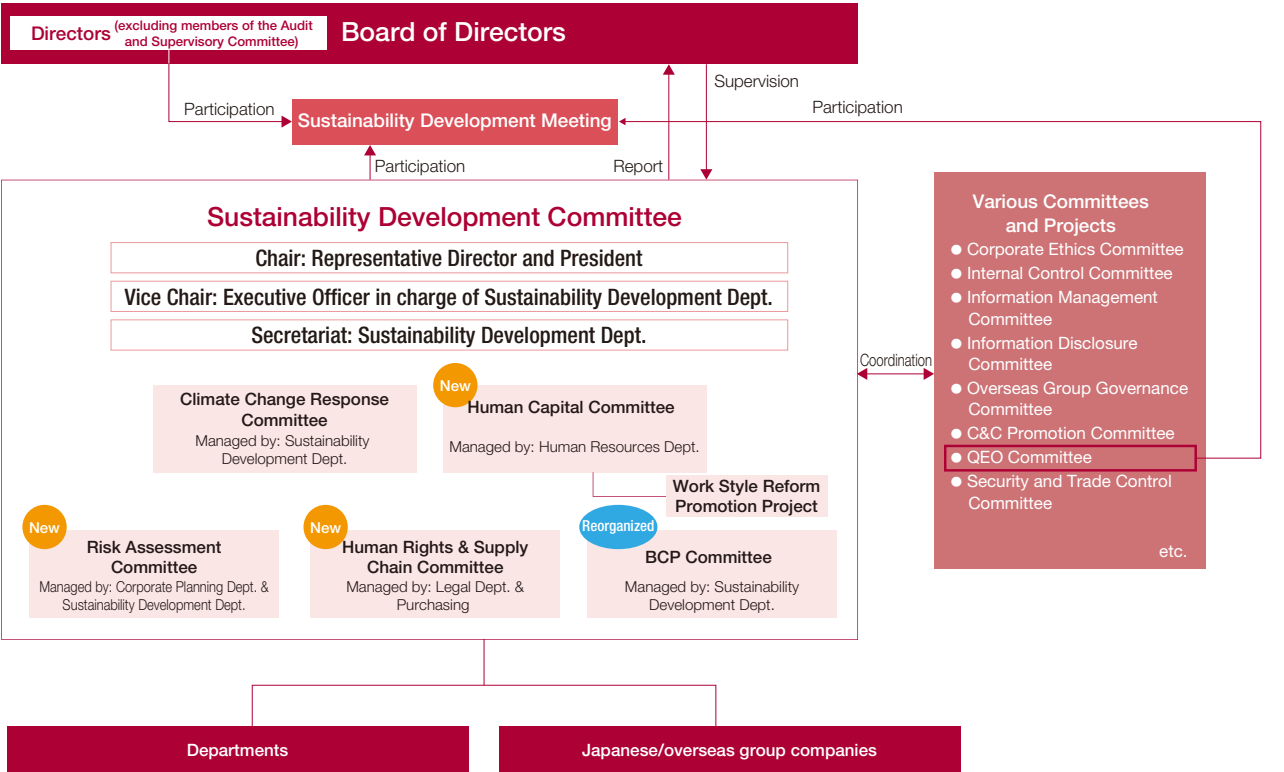 Directors (excluding members of the Audit
and Supervisory Committee)
Board of Directors
Supervision
Participation
Participation
Sustainability Development Meeting
Participation
Report
Sustainability Development Committee
Chair: Representative Director and President
Vice Chair: Executive Officer in charge of Sustainability Development Dept.
Secretariat: Sustainability Development Dept.
Climate Change Response
Committee
Managed by: Sustainability
Development Dept.
New
Human Capital Committee
Managed by: Human Resources Dept.
Work Style Reform
Promotion Project
New
Risk Assessment
Committee
Managed by: Corporate Planning Dept. &
Sustainability Development Dept.
New
Human Rights & Supply
Chain Committee
Managed by: Legal Dept. &
Purchasing
Reorganized
BCP Committee
Managed by: Sustainability
Development Dept.
Coordination
Various Committees
and Projects
● Corporate Ethics Committee
● Internal Control Committee
● Information Management
Committee
● Information Disclosure
Committee
● Overseas Group Governance
Committee
● C&C Promotion Committee
● QEO Committee
● Security and Trade Control
Committee
etc.
Departments
Japanese/overseas group companies